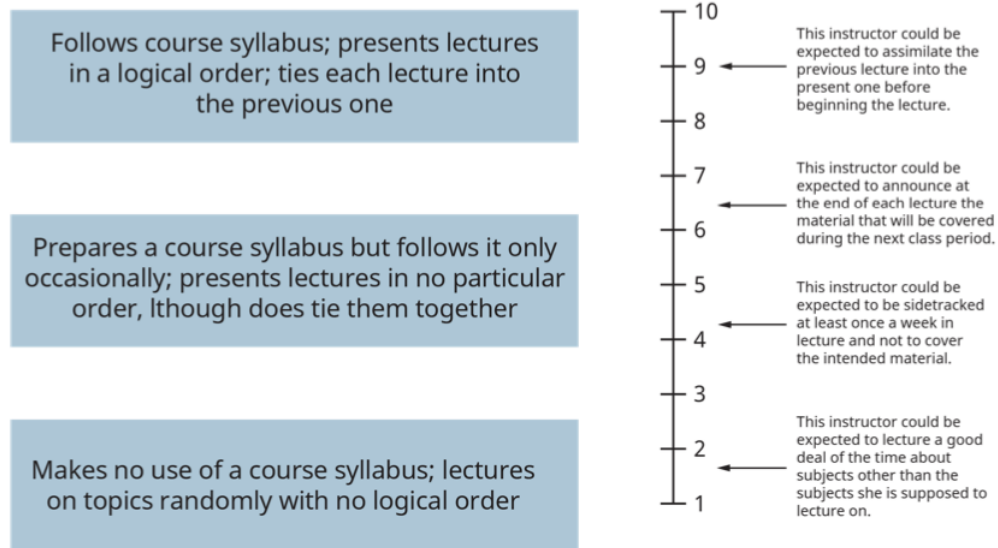 Follows course syllabus; presents lectures
in a logical order; ties each lecture into
the previous one
Prepares a course syllabus but follows it only
occasionally; presents lectures in no particular
order, lthough does tie them together
Makes no use of a course syllabus; lectures
on topics randomly with no logical order
10
9
8
7
6
5
4
3
2
1
This instructor could be
expected to assimilate the
previous lecture into the
present one before
beginning the lecture.
This instructor could be
expected to announce at
the end of each lecture the
material that will be covered
during the next class period.
This instructor could be
expected to be sidetracked
at least once a week in
lecture and not to cover
the intended material.
This instructor could be
expected to lecture a good
deal of the time about
subjects other than the
subjects she is supposed to
lecture on.